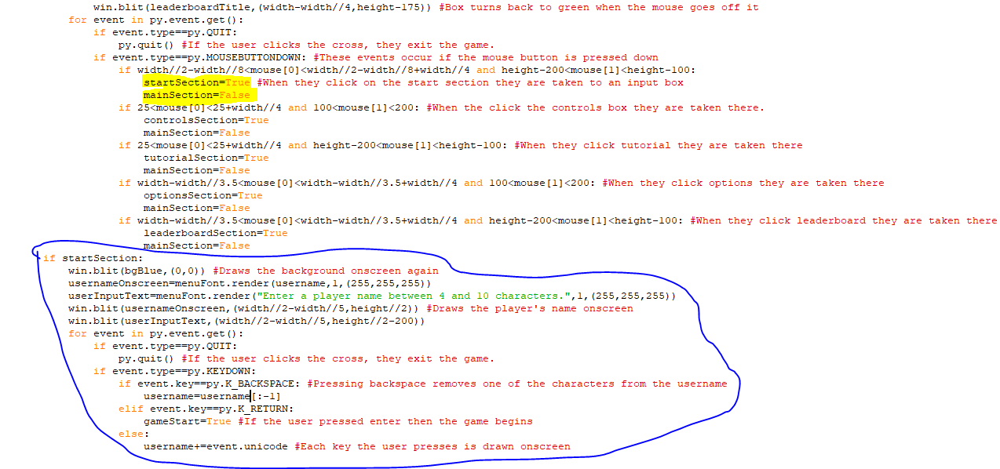 win.blit(leaderboardTitle,(width-width//4,height-175)) #Box turns back to green when the mouse goes off it
for event in py.event.get():
if event.type==py.QUIT:
py.quit() #If the user clicks the cross, they exit the game.
if event.type==py.MOUSEBUTTONDOWN: #These events occur if the mouse button is pressed down
if width//2-width//8<mouse[0]<width//2-width//8+width//4 and height-200<mouse[1]<height-100:
startSection=True #When they click on the start section they are taken to an input box
mainSection=False
if 25<mouse[0]<25+width//4 and 100<mouse[1]<200: #When the click the controls box they are taken there.
controlsSection=True
mainSection=False
if 25<mouse[0]<25+width//4 and height-200<mouse[1]<height-100: #When they click tutorial they are taken there
tutorialSection=True
mainSection=False
if width-width//3.5<mouse[0]<width-width//3.5+width//4 and 100<mouse[1]<200: #When they click options they are taken there
optionsSection=True
mainSection=False
if width-width//3.5<mouse[0]<width-width//3.5+width//4 and height-200<mouse[1]<height-100: #When they click leaderboard they are taken there
leaderboardSection=True
mainSection=False
if startSection:
win.blit(bgBlue,(0,0)) #Draws the background onscreen again
usernameOnscreen=menuFont.render(username,1,(255,255,255))
userInputText=menuFont.render("Enter a player name between 4 and 10 characters.",1,(255,255,255))
win.blit(usernameOnscreen,(width//2-width//5,height//2)) #Draws the player's name onscreen
win.blit(userInputText,(width//2-width//5,height//2-200))
for event in py.event.get():
if event.type==py.QUIT:
py.quit() #If the user clicks the cross, they exit the game.
if event.type==py.KEYDOWN:
if event.key==py.K_BACKSPACE: #Pressing backspace removes one of the characters from the username
username=username[:-1]
elif event.key==py.K_RETURN:
gameStart=True #If the user pressed enter then the game begins
else:
username+=event.unicode #Each key the user presses is drawn onscreen